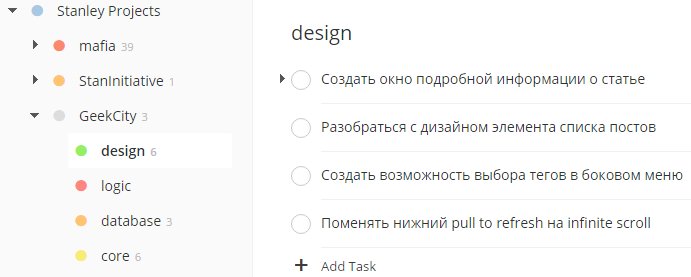 Stanley Projects
mafia 39
StanInitiative 1
GeekCity 3
design 6
logic
database 3
core 6
design
Создать окно подробной информации о статье
Разобраться с дизайном элемента списка постов
Создать возможность выбора тегов в боковом меню
Поменять нижний pull to refresh на infinite scroll
+ Add Task